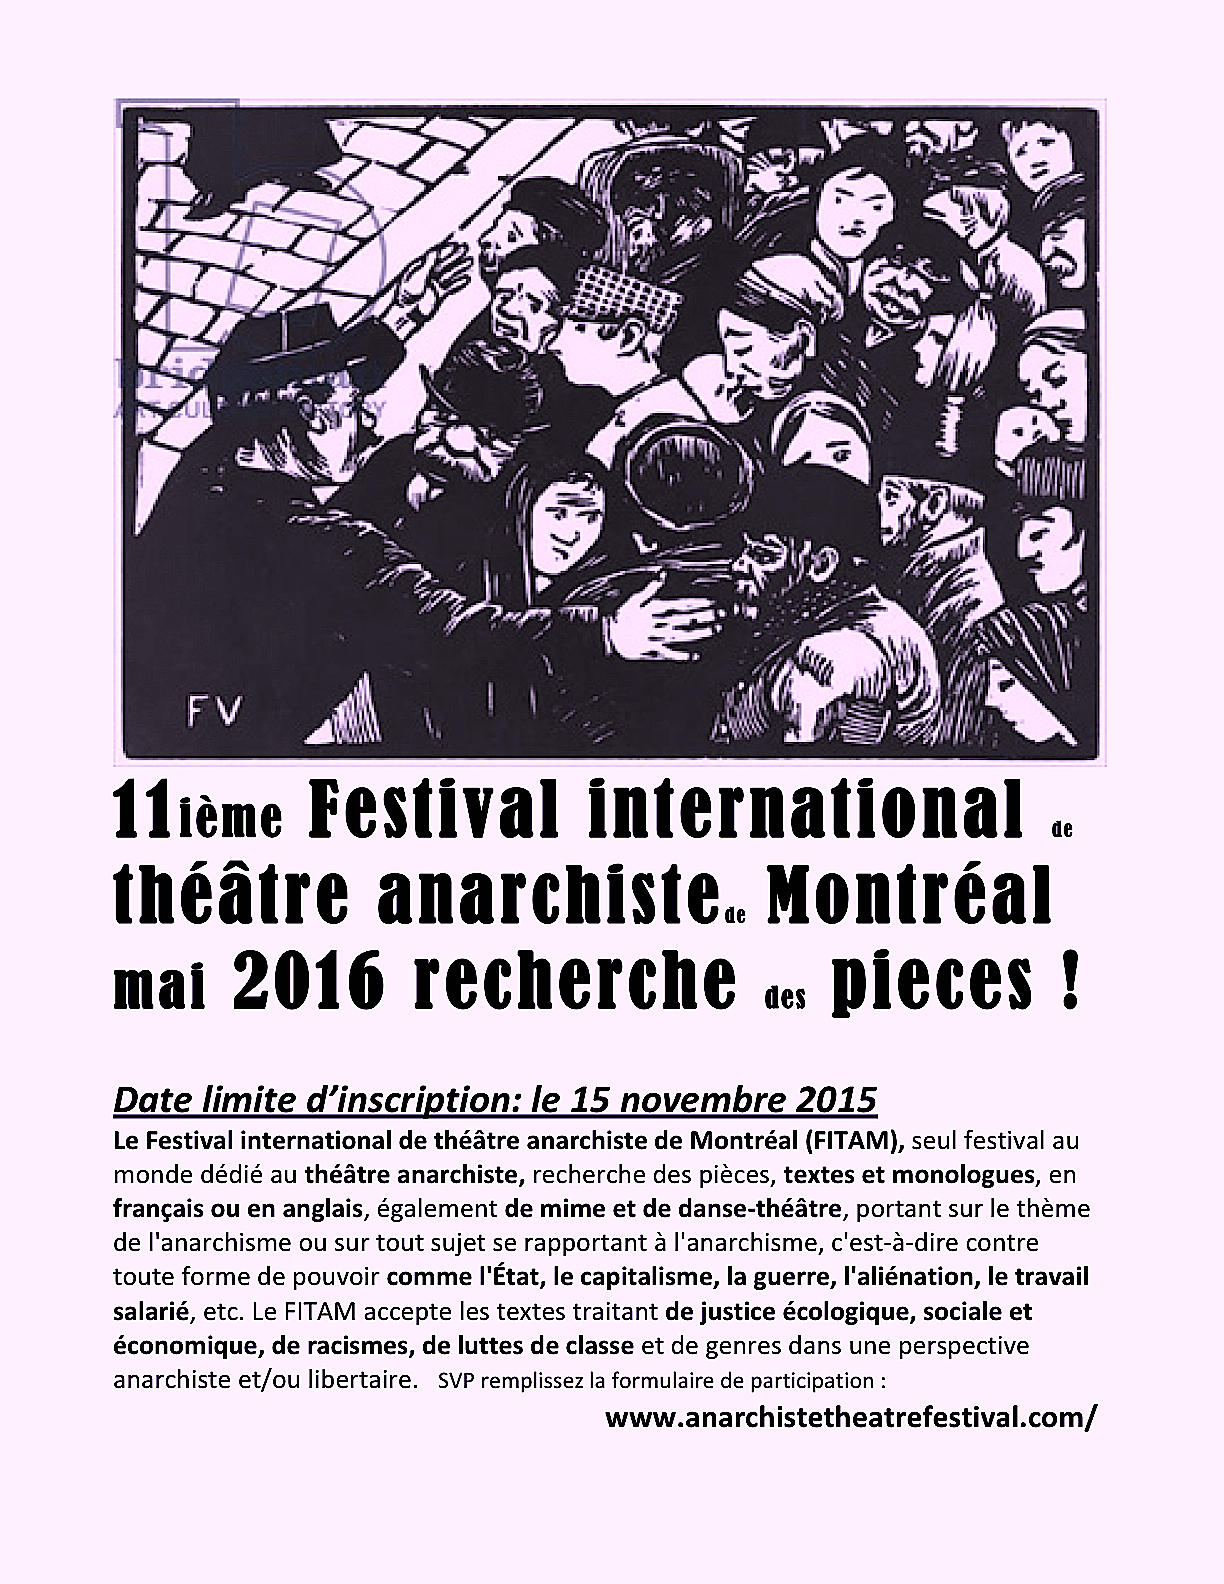 FV
11ième Festival international de
théâtre anarchiste de Montréal
mai 2016 recherche des pieces !
Date limite d’inscription: le 15 novembre 2015
Le Festival international de théâtre anarchiste de Montréal (FITAM), seul festival au
monde dédié au théâtre anarchiste, recherche des pièces, textes et monologues, en
français ou en anglais, également de mime et de danse-théâtre, portant sur le thème
de l'anarchisme ou sur tout sujet se rapportant à l'anarchisme, c'est-à-dire contre
toute forme de pouvoir comme l'État, le capitalisme, la guerre, l'aliénation, le travail
salarié, etc. Le FITAM accepte les textes traitant de justice écologique, sociale et
économique, de racismes, de luttes de classe et de genres dans une perspective
anarchiste et/ou libertaire. SVP remplissez la formulaire de participation :
www.anarchistetheatrefestival.com/